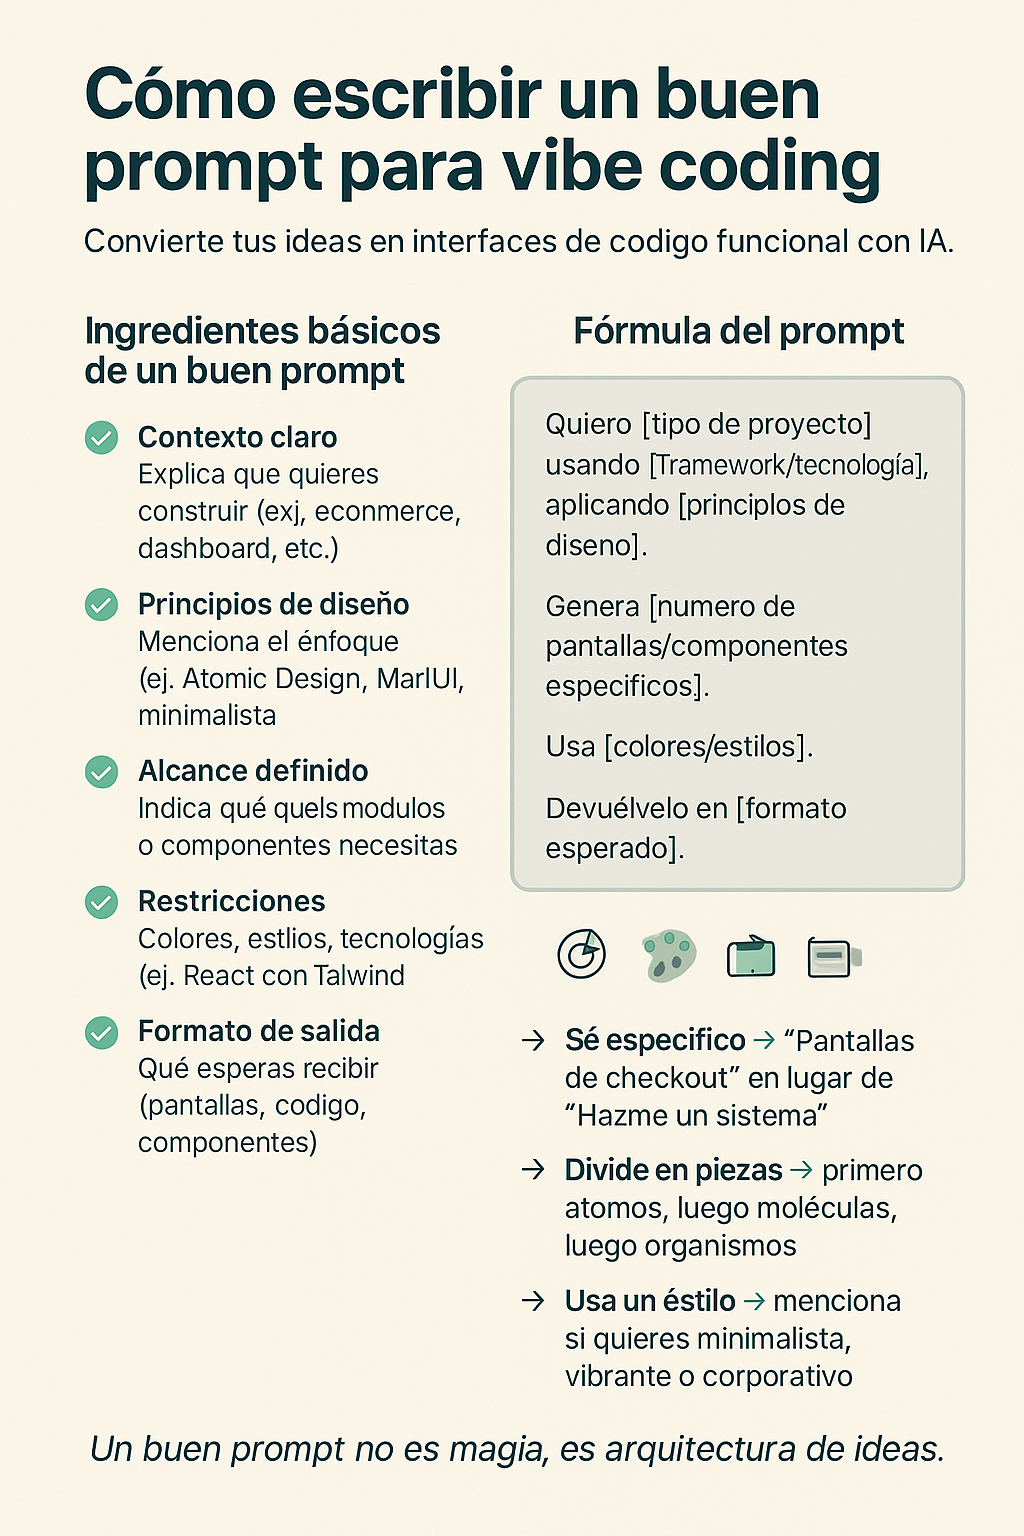 Cómo escribir un buen
prompt para vibe coding
Convierte tus ideas en interfaces de codigo funcional con IA.
Ingredientes básicos
de un buen prompt
Contexto claro
Explica que quieres
construir (exj, econmerce,
dashboard, etc.)
Principios de diseño
Menciona el énfoque
(ej. Atomic Design, MarlUI,
minimalista
Alcance definido
Indica qué quels modulos
o componentes necesitas
Restricciones
Colores, estlios, tecnologías
(ej. React con Talwind
Formato de salida
Qué esperas recibir
(pantallas, codigo,
componentes)
Fórmula del prompt
Quiero [tipo de proyecto]
usando [Tramework/tecnología],
aplicando [principlos de
diseno].
Genera [numero de
pantallas/componentes
especificos].
Usa [colores/estilos].
Devuélvelo en [formato
esperado].
→ Sé especifico → “Pantallas
de checkout” en lugar de
“Hazme un sistema”
→ Divide en piezas → primero
atomos, luego moléculas,
luego organismos
→ Usa un éstilo → menciona
si quieres minimalista,
vibrante o corporativo
Un buen prompt no es magia, es arquitectura de ideas.